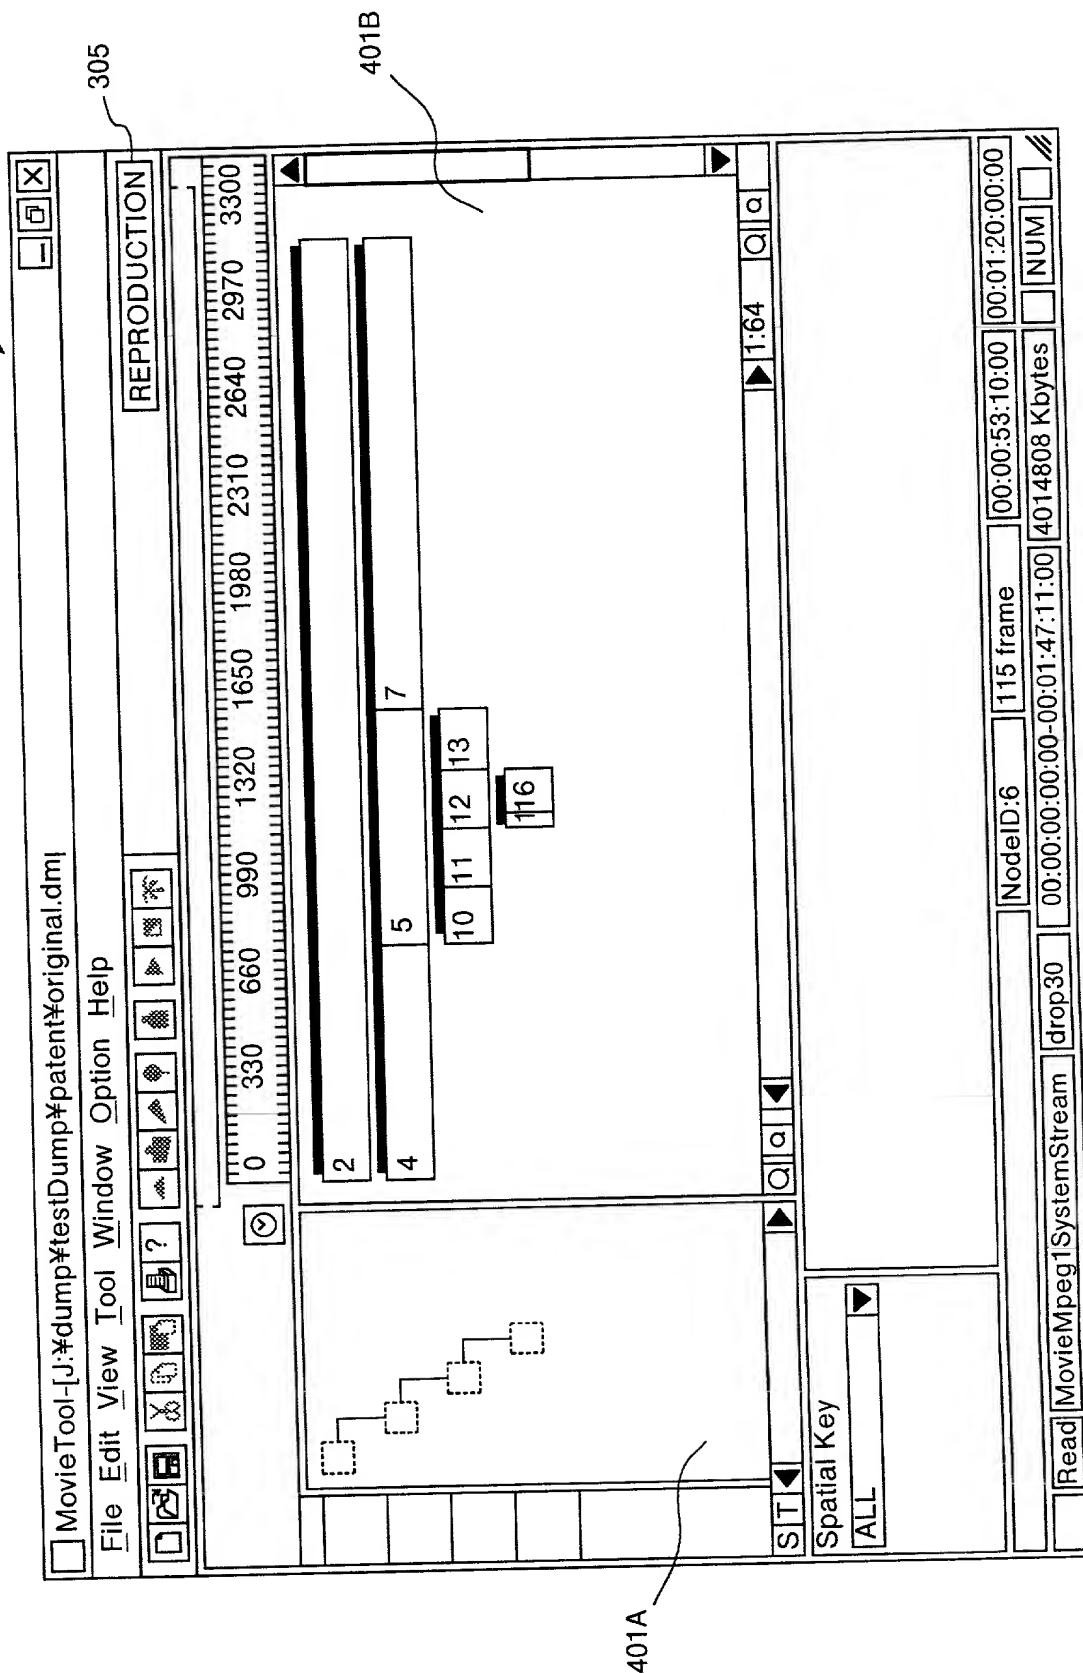 MovieTool-[J:¥dump¥testDump¥patent¥original.dml
File Edit View Tool Window Option Help
?
REPRODUCTION
305
0 330 660 990 1320 1650 1980 2310 2640 2970 3300
2
4 5 7
10 11 12 13
116
401B
401A
S T
1:64
Spatial Key
ALL
NodeID:6 115 frame 00:00:53:10:00 00:01:20:00:00
Read MovieMpeg1SystemStream drop30 00:00:00:00:00-00:01:47:11:00 4014808 Kbytes NUM